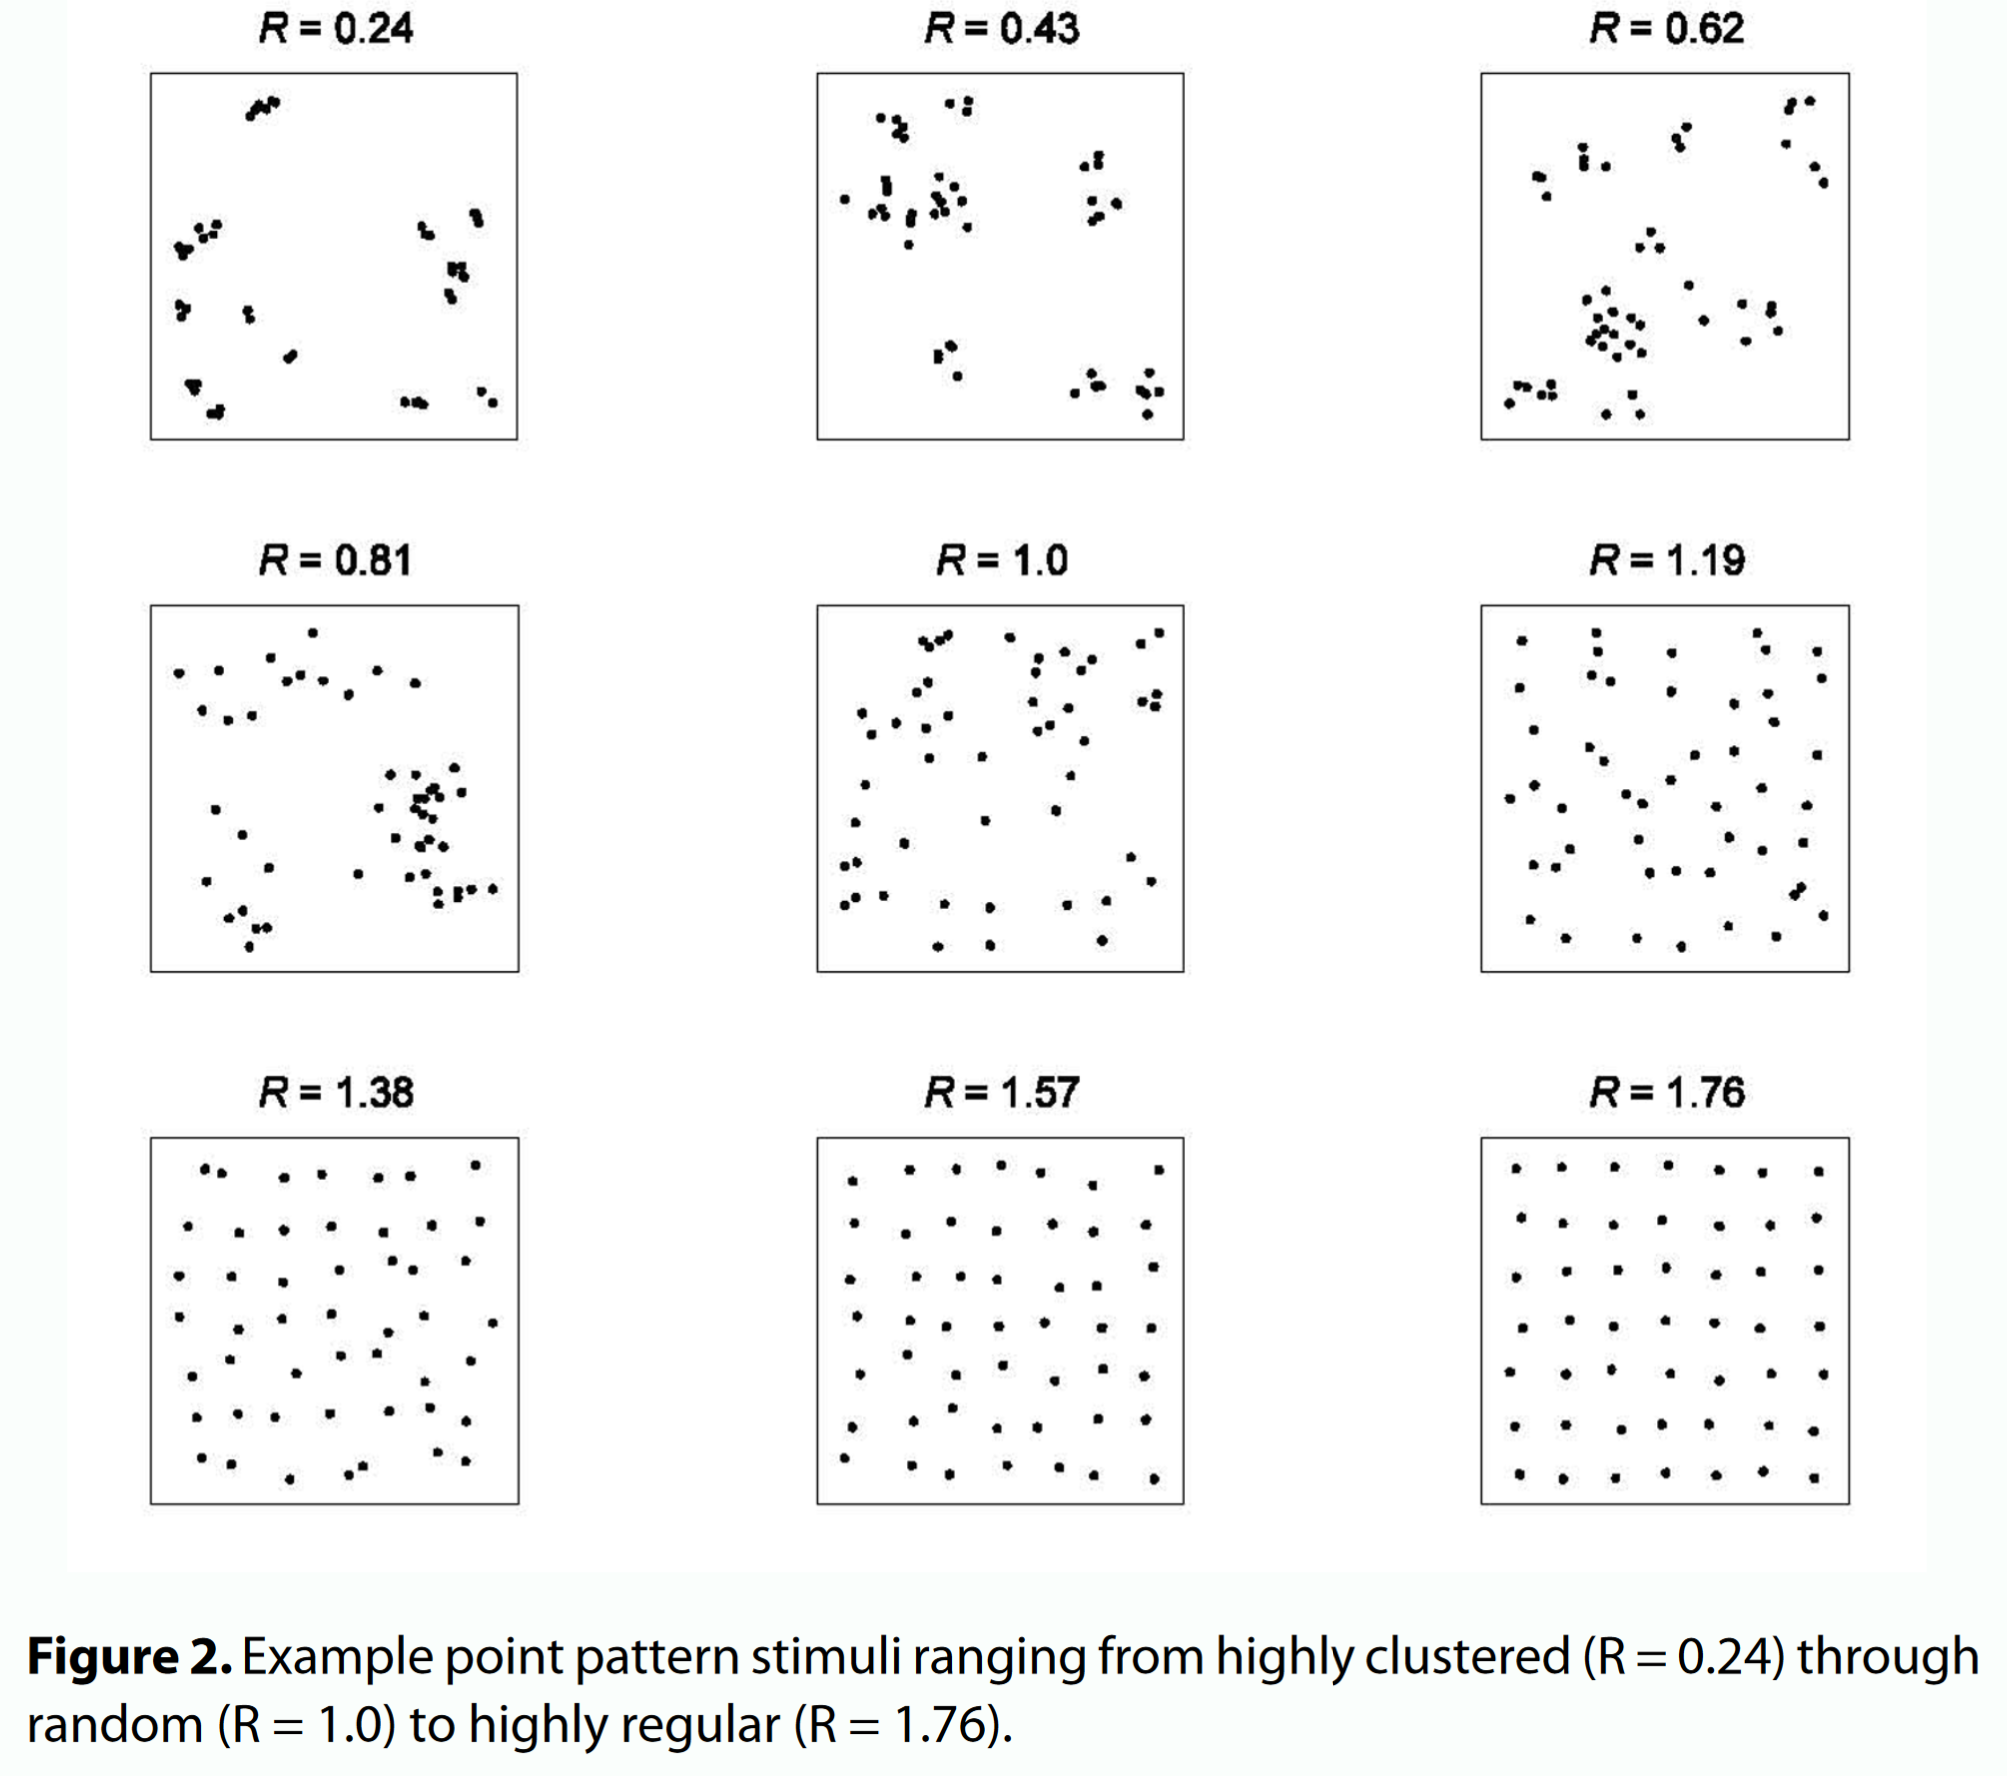 R = 0.24
R = 0.43
R = 0.62
R = 0.81
R = 1.0
R = 1.19
R = 1.38
R = 1.57
R = 1.76
Figure 2. Example point pattern stimuli ranging from highly clustered (R = 0.24) through
random (R = 1.0) to highly regular (R = 1.76).